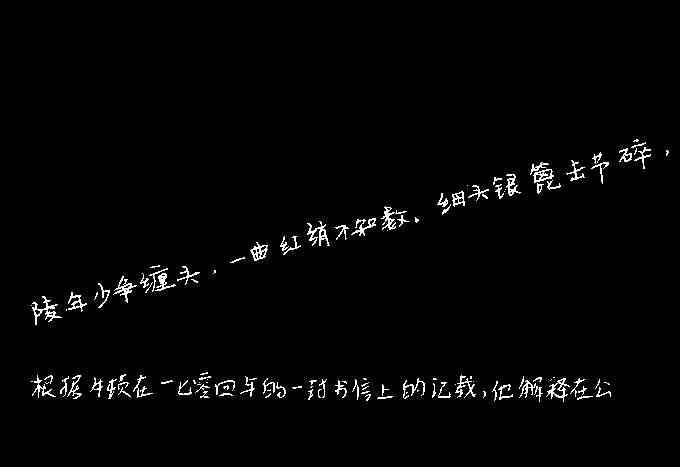 陵年少争缠头,一曲红绡不知数。细头银篦击节碎,
根据牛顿在一七零四年的一封书信上的记载,他解释在公